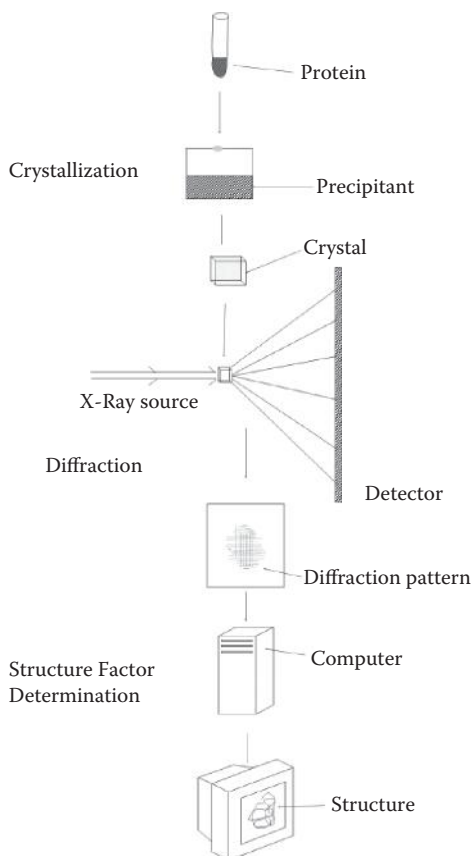 Protein
Crystallization
Precipitant
Crystal
X-Ray source
Diffraction
Detector
Diffraction pattern
Computer
Structure Factor
Determination
Structure